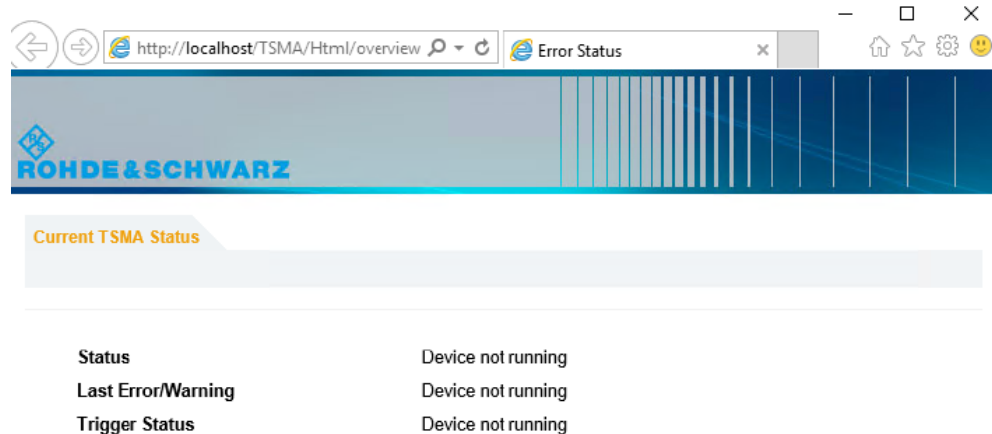 http://localhost/TSMA/Html/overview
Error Status
R S
ROHDE&SCHWARZ
Current TSMA Status
Status Device not running
Last Error/Warning Device not running
Trigger Status Device not running